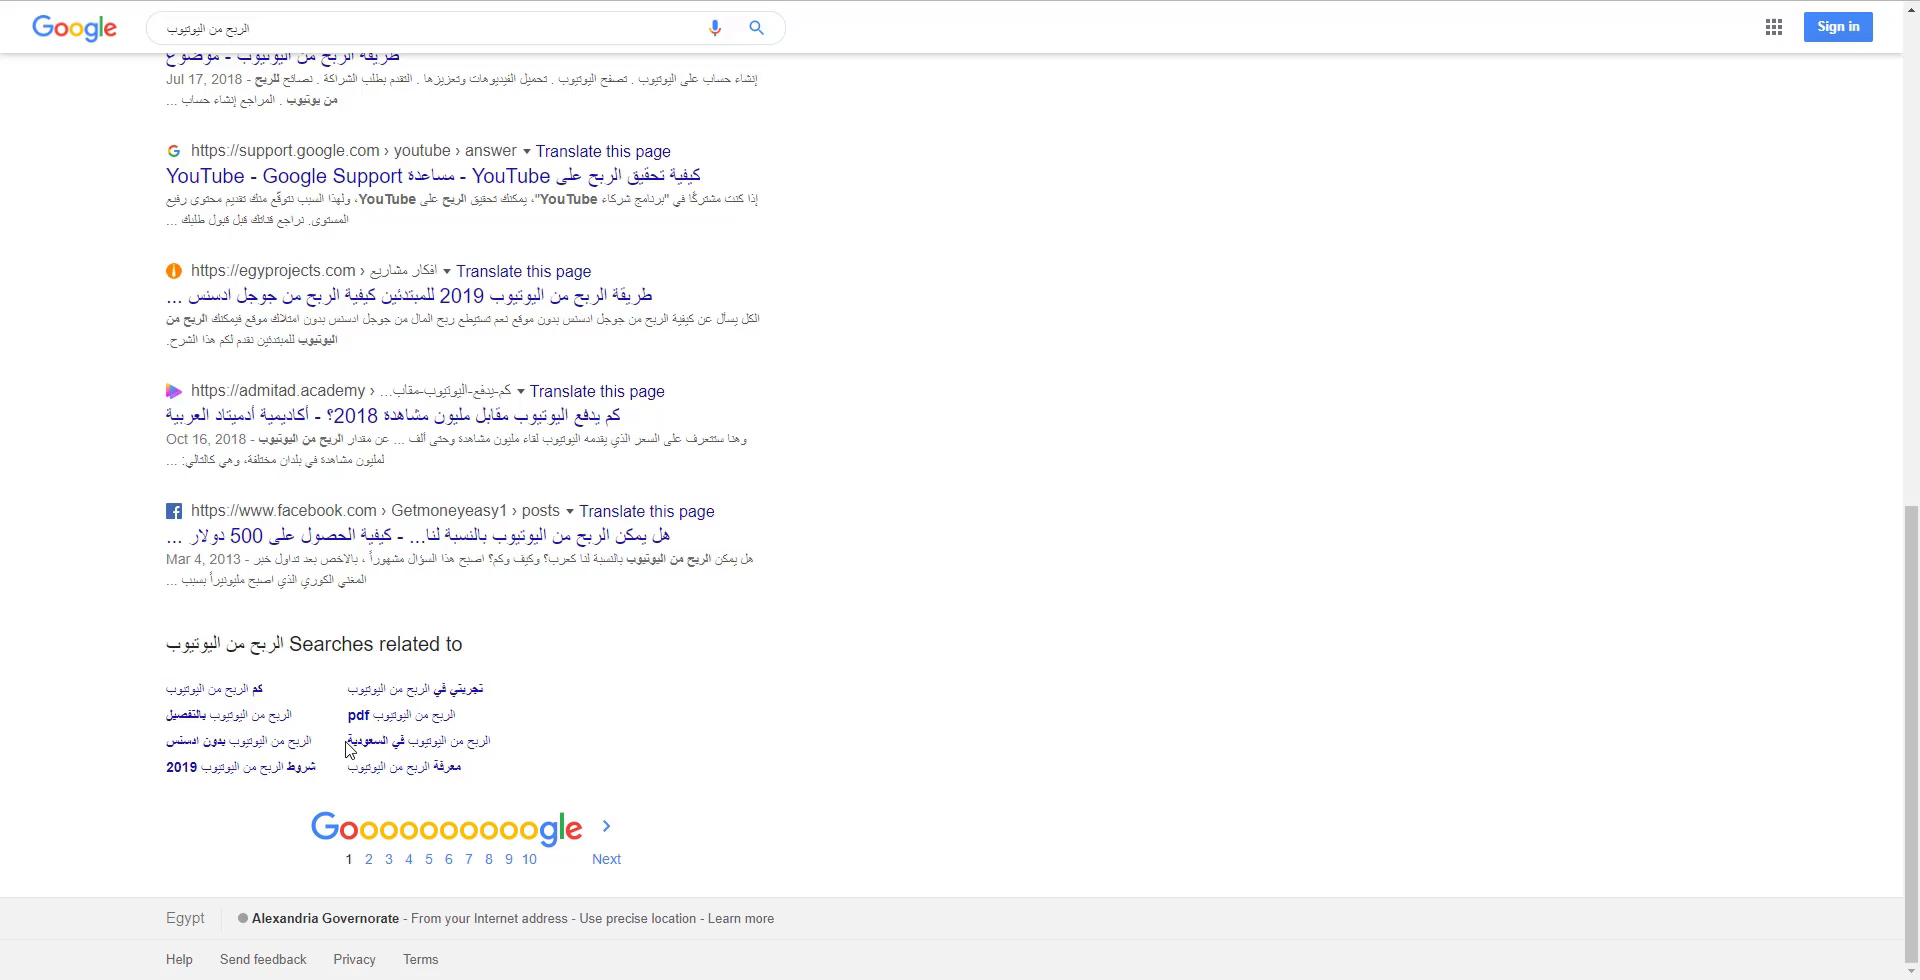 Google
الربح من اليوتيوب
Sign in
طريقة الربح من اليوتيوب - موضوع
Jul 17, 2018 - إنشاء حساب على اليوتيوب . تصفح اليوتيوب . تحميل الفيديوهات وتعزيزها . التقدم بطلب الشراكة . نصائح للربح
من يوتيوب . المراجع إنشاء حساب ...
https://support.google.com › youtube › answer ▾ Translate this page
كيفية تحقيق الربح على YouTube - مساعدة YouTube - Google Support
إذا كنت مشتركًا في "برنامج شركاء YouTube"، يمكنك تحقيق الربح على YouTube، ولهذا السبب نتوقّع منك تقديم محتوى رفيع
المستوى. نراجع قناتك قبل قبول طلبك ...
https://egyprojects.com › افكار مشاريع ▾ Translate this page
طريقة الربح من اليوتيوب 2019 للمبتدئين كيفية الربح من جوجل ادسنس ...
الكل يسأل عن كيفية الربح من جوجل ادسنس بدون موقع نعم تستيطع ربح المال من جوجل ادسنس بدون امتلاك موقع فيمكنك الربح من
اليوتيوب للمبتدئين نقدم لكم هذا الشرح.
https://admitad.academy › كم-يدفع-اليوتيوب-مقاب... ▾ Translate this page
كم يدفع اليوتيوب مقابل مليون مشاهدة 2018؟ - أكاديمية أدميتاد العربية
Oct 16, 2018 - وهنا ستتعرف على السعر الذي يقدمه اليوتيوب لقاء مليون مشاهدة وحتى ألف ... عن مقدار الربح من اليوتيوب
لمليون مشاهدة في بلدان مختلفة، وهي كالتالي: ...
https://www.facebook.com › Getmoneyeasy1 › posts ▾ Translate this page
هل يمكن الربح من اليوتيوب بالنسبة لنا... - كيفية الحصول على 500 دولار ...
Mar 4, 2013 - هل يمكن الربح من اليوتيوب بالنسبة لنا كعرب؟ وكيف وكم؟ اصبح هذا السؤال مشهوراً ، بالاخص بعد تداول خبر
المغني الكوري الذي اصبح مليونيراً بسبب ...
Searches related to الربح من اليوتيوب
كم الربح من اليوتيوب
تجربتي في الربح من اليوتيوب
الربح من اليوتيوب بالتفصيل
الربح من اليوتيوب pdf
الربح من اليوتيوب بدون ادسنس
الربح من اليوتيوب في السعودية
شروط الربح من اليوتيوب 2019
معرفة الربح من اليوتيوب
Goooooooooogle
1 2 3 4 5 6 7 8 9 10 Next
Egypt Alexandria Governorate - From your Internet address - Use precise location - Learn more
Help Send feedback Privacy Terms